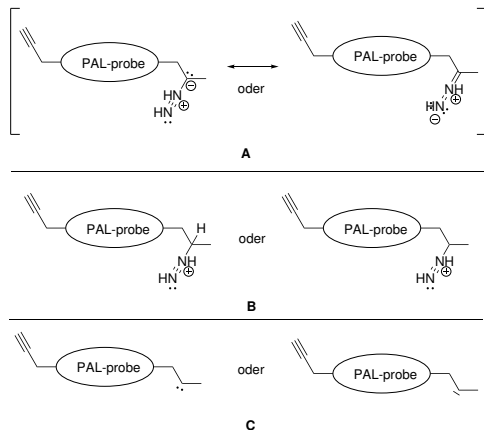 PAL-probe PAL-probe
HN NH
HN oder HN
A
H
PAL-probe oder PAL-probe
NH NH
HN HN
B
PAL-probe oder PAL-probe
C